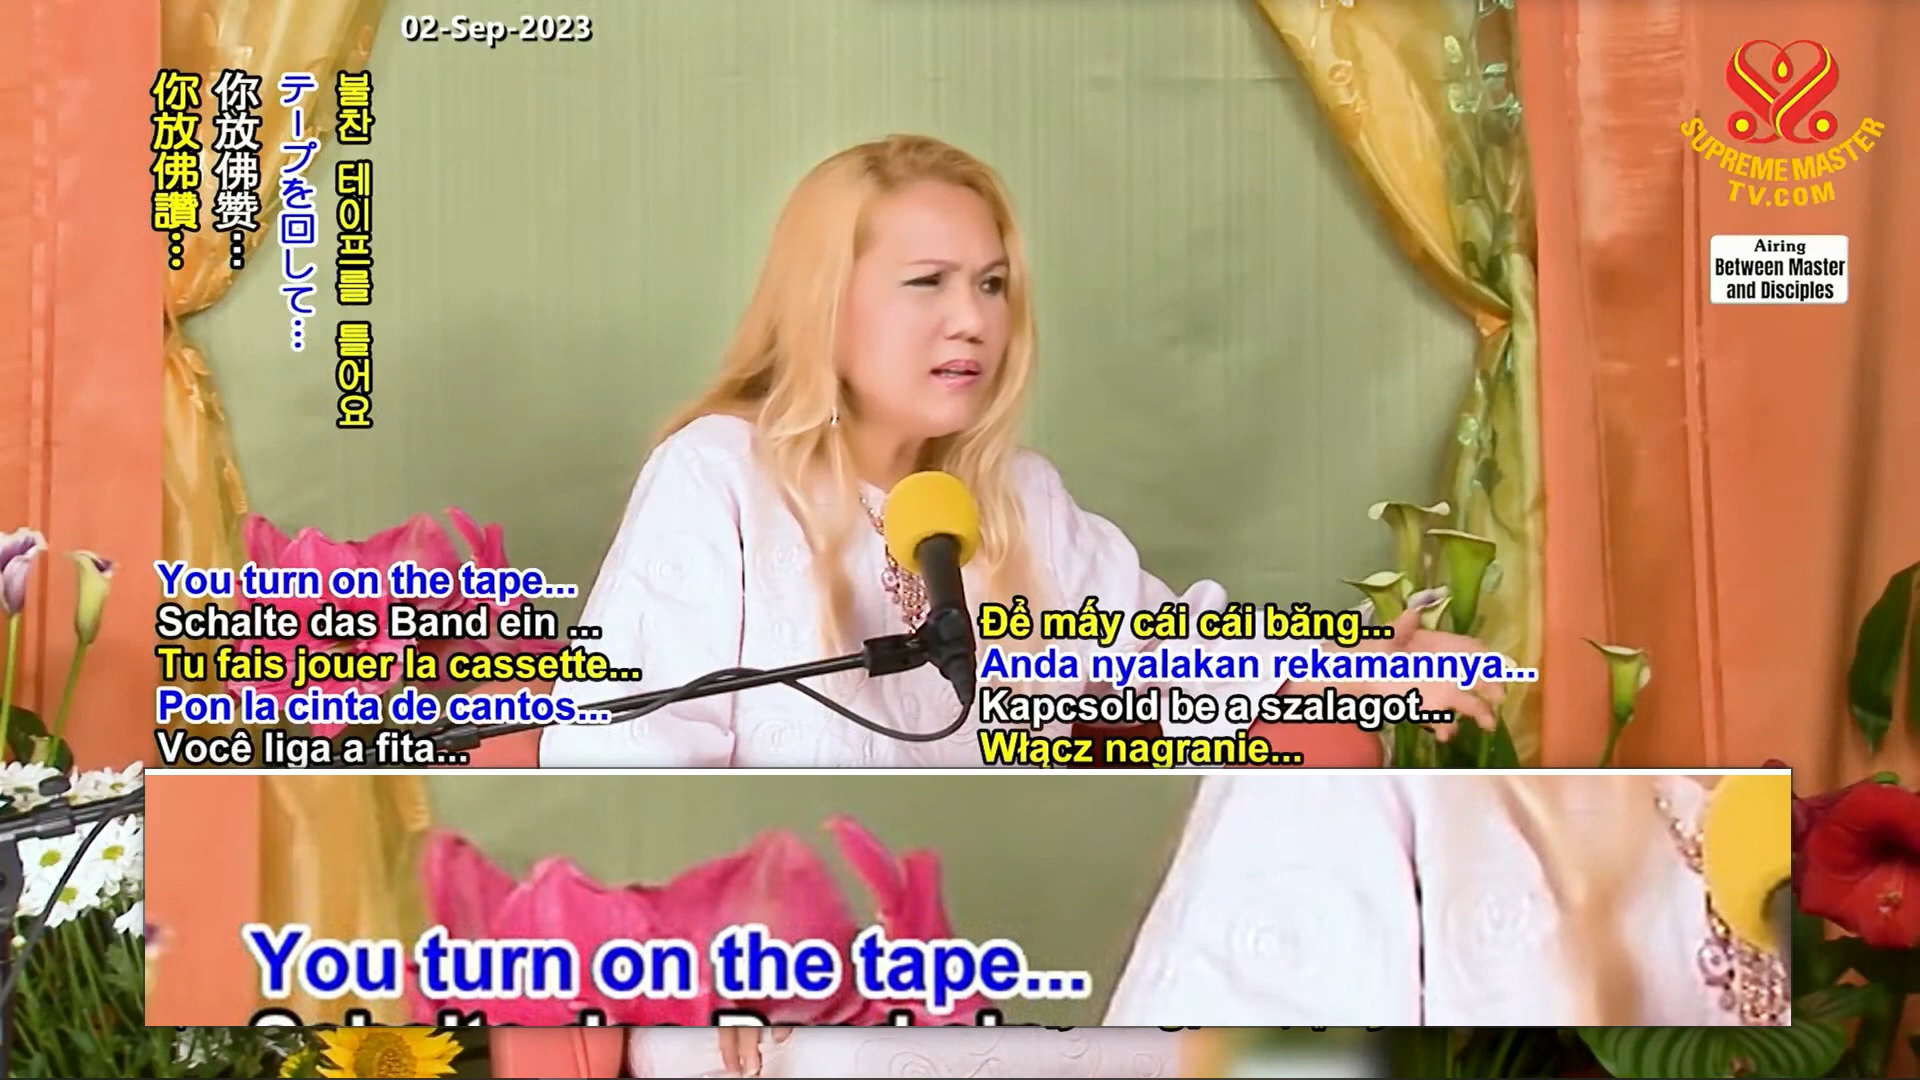 02-Sep-2023
你放佛讚…
你放佛赞…
テープを回して…
불찬 테이프를 틀어요
SUPREME MASTER
TV.COM
Airing
Between Master
and Disciples
You turn on the tape...
Schalte das Band ein ...
Tu fais jouer la cassette...
Pon la cinta de cantos...
Você liga a fita...
Để mấy cái cái băng...
Anda nyalakan rekamannya...
Kapcsold be a szalagot...
Włącz nagranie...
You turn on the tape...